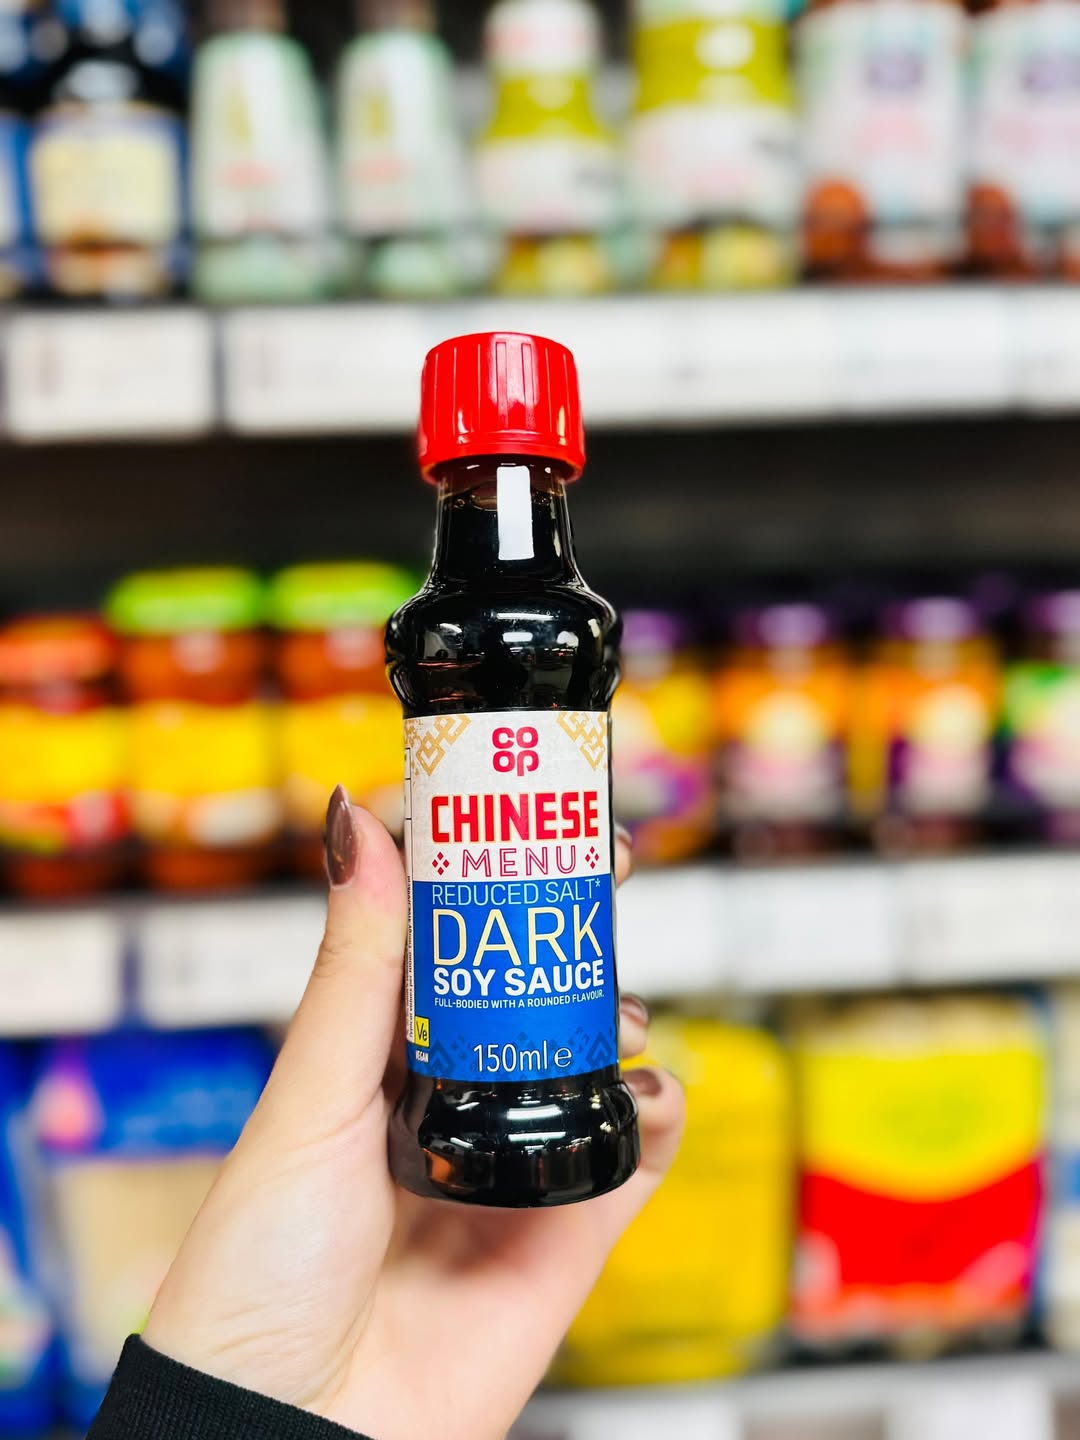 CO
OP
CHINESE
MENU
REDUCED SALT*
DARK
SOY SAUCE
FULL-BODIED WITH A ROUNDED FLAVOUR.
Ve
VEGAN
150ml e